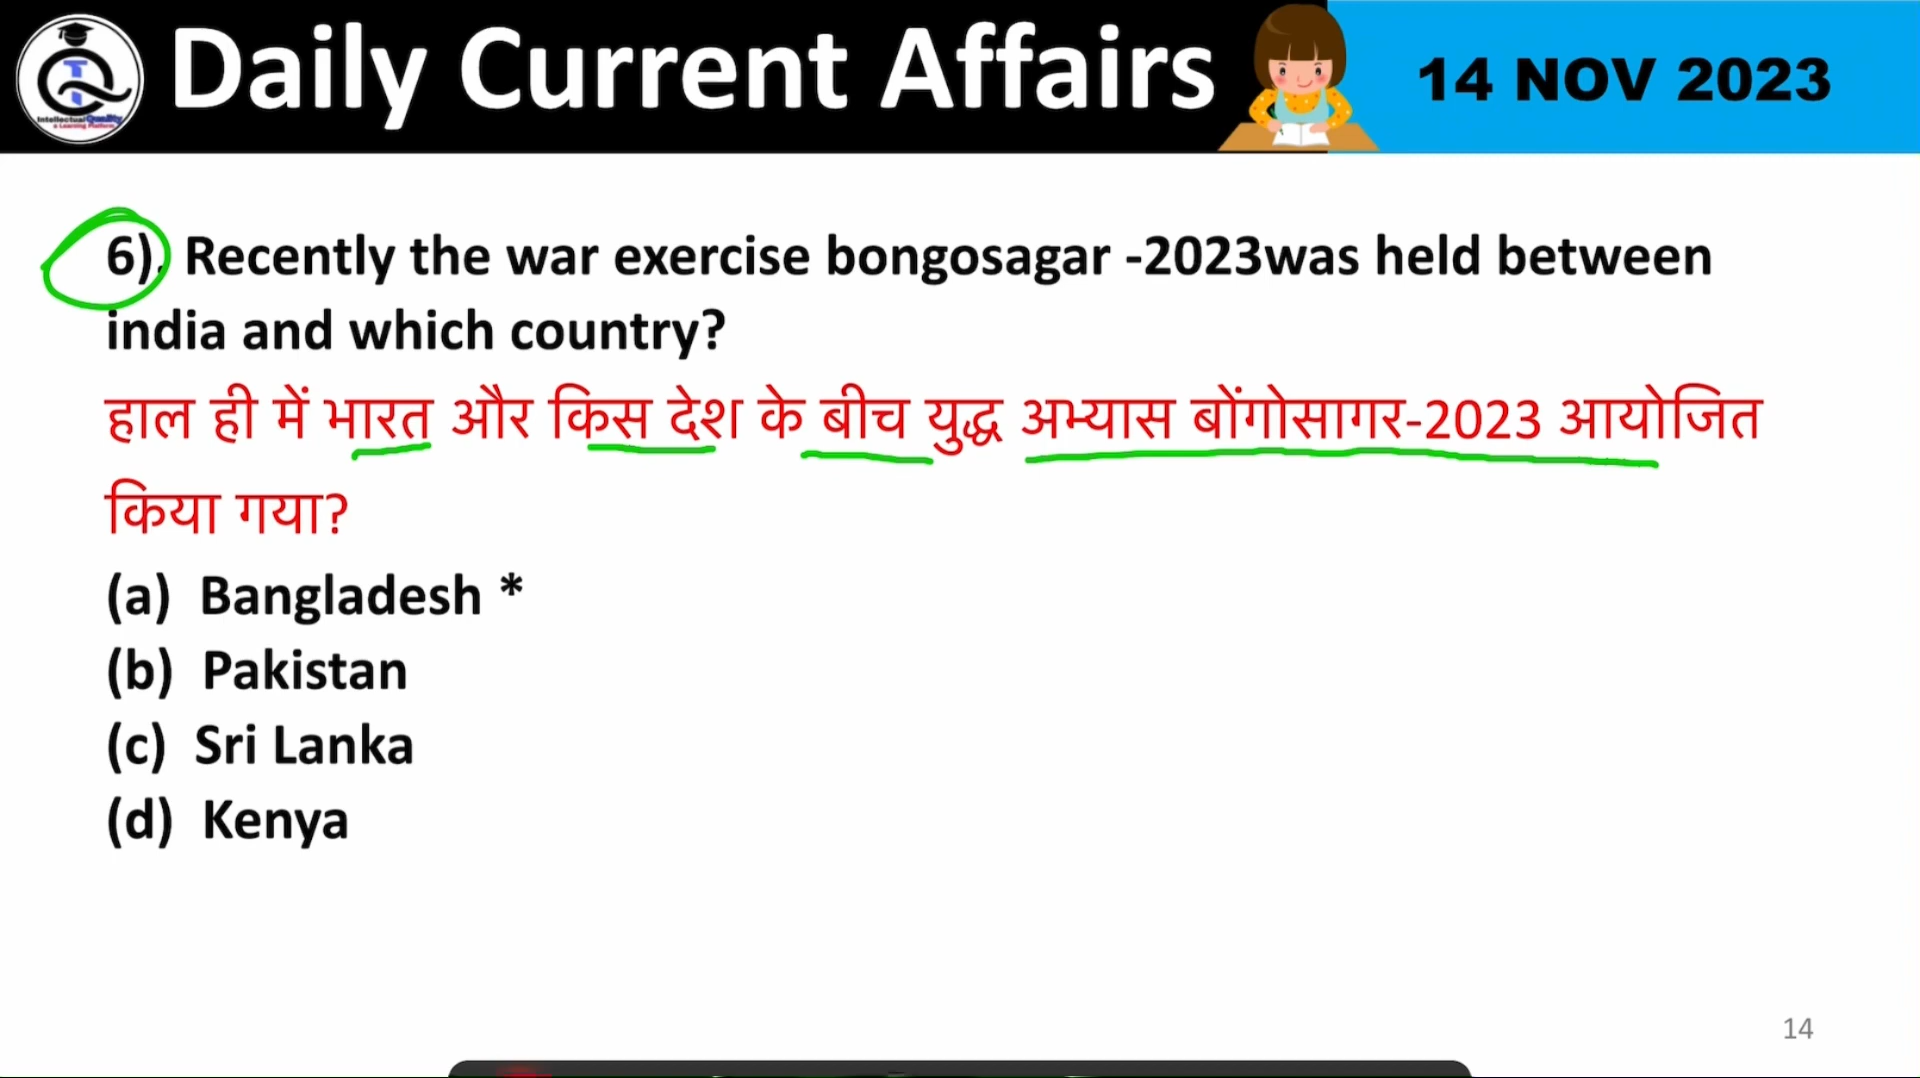 Daily Current Affairs
14 NOV 2023
6). Recently the war exercise bongosagar -2023was held between
india and which country?
हाल ही में भारत और किस देश के बीच युद्ध अभ्यास बोंगोसागर-2023 आयोजित
किया गया?
(a) Bangladesh *
(b) Pakistan
(c) Sri Lanka
(d) Kenya
14